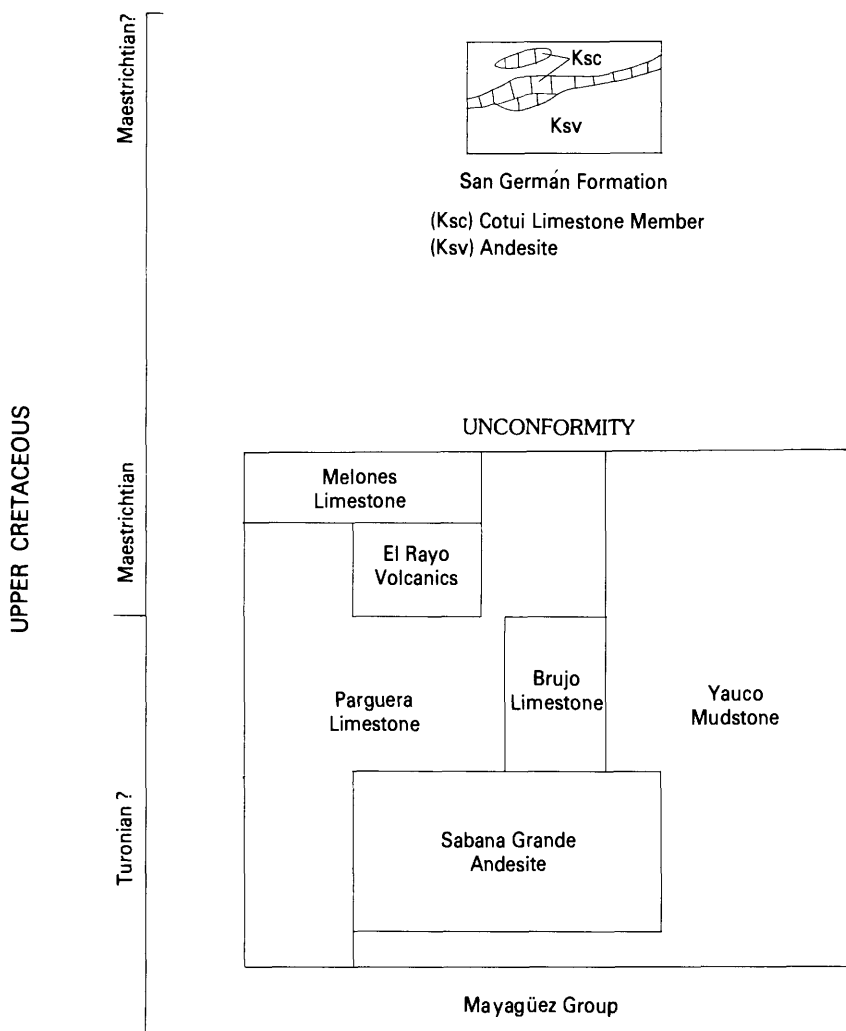 UPPER CRETACEOUS
Maestrichtian?
Maestrichtian
Turonian ?
Ksc
Ksv
San Germán Formation
(Ksc) Cotui Limestone Member
(Ksv) Andesite
UNCONFORMITY
Melones
Limestone
El Rayo
Volcanics
Parguera
Limestone
Brujo
Limestone
Yauco
Mudstone
Sabana Grande
Andesite
Mayagüez Group